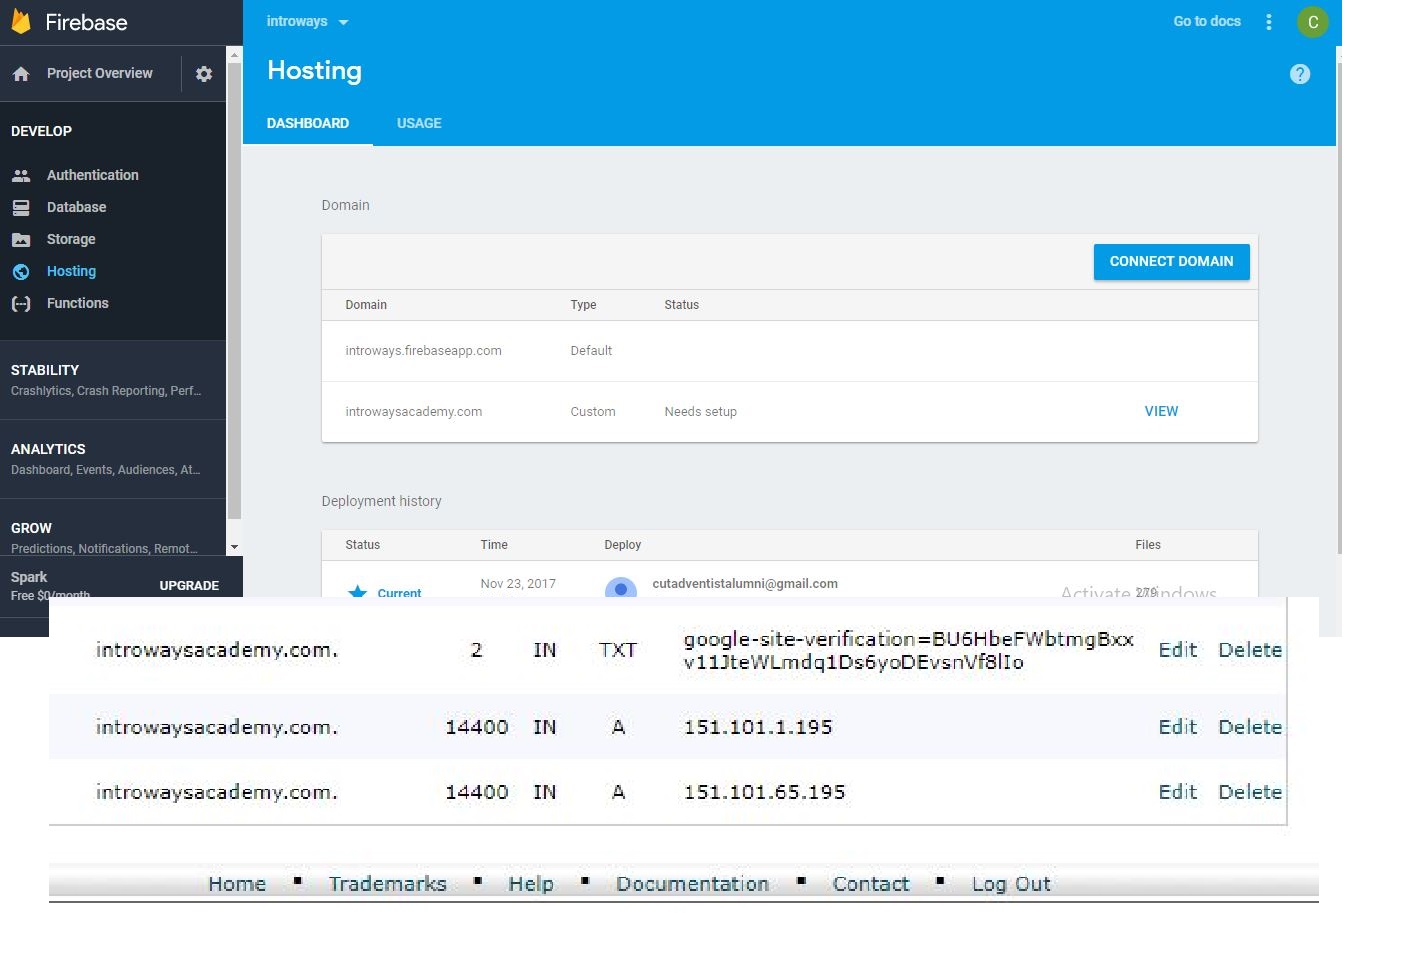 Firebase
introways
Go to docs
C
Project Overview
Hosting
?
DASHBOARD
USAGE
DEVELOP
Authentication
Database
Storage
Hosting
Functions
STABILITY
Crashlytics, Crash Reporting, Perf...
ANALYTICS
Dashboard, Events, Audiences, At...
GROW
Predictions, Notifications, Remot...
Spark
Free $0/month
UPGRADE
Domain
CONNECT DOMAIN
Domain Type Status
introways.firebaseapp.com Default
introwaysacademy.com Custom Needs setup VIEW
Deployment history
Status Time Deploy Files
Current Nov 23, 2017 cutadventistalumni@gmail.com 279
Activate Windows
introwaysacademy.com. 2 IN TXT google-site-verification=BU6HbeFWbtmgBxx
v11JteWLmdq1Ds6yoDEvsnVf8lIo Edit Delete
introwaysacademy.com. 14400 IN A 151.101.1.195 Edit Delete
introwaysacademy.com. 14400 IN A 151.101.65.195 Edit Delete
Home ▪ Trademarks ▪ Help ▪ Documentation ▪ Contact ▪ Log Out